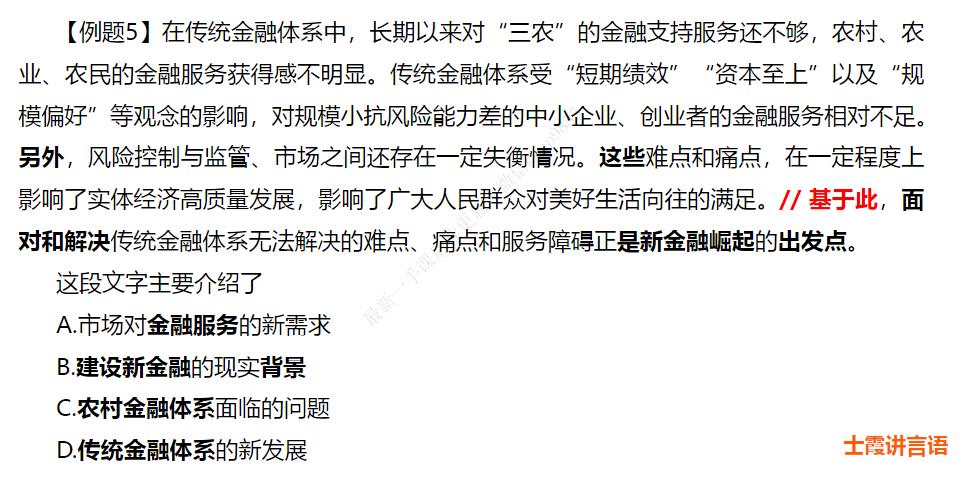 【例题5】在传统金融体系中，长期以来对“三农”的金融支持服务还不够，农村、农
业、农民的金融服务获得感不明显。传统金融体系受“短期绩效”“资本至上”以及“规
模偏好”等观念的影响，对规模小抗风险能力差的中小企业、创业者的金融服务相对不足。
另外，风险控制与监管、市场之间还存在一定失衡情况。这些难点和痛点，在一定程度上
影响了实体经济高质量发展，影响了广大人民群众对美好生活向往的满足。// 基于此，面
对和解决传统金融体系无法解决的难点、痛点和服务障碍正是新金融崛起的出发点。
这段文字主要介绍了
A.市场对金融服务的新需求
B.建设新金融的现实背景
C.农村金融体系面临的问题
D.传统金融体系的新发展
士霞讲言语